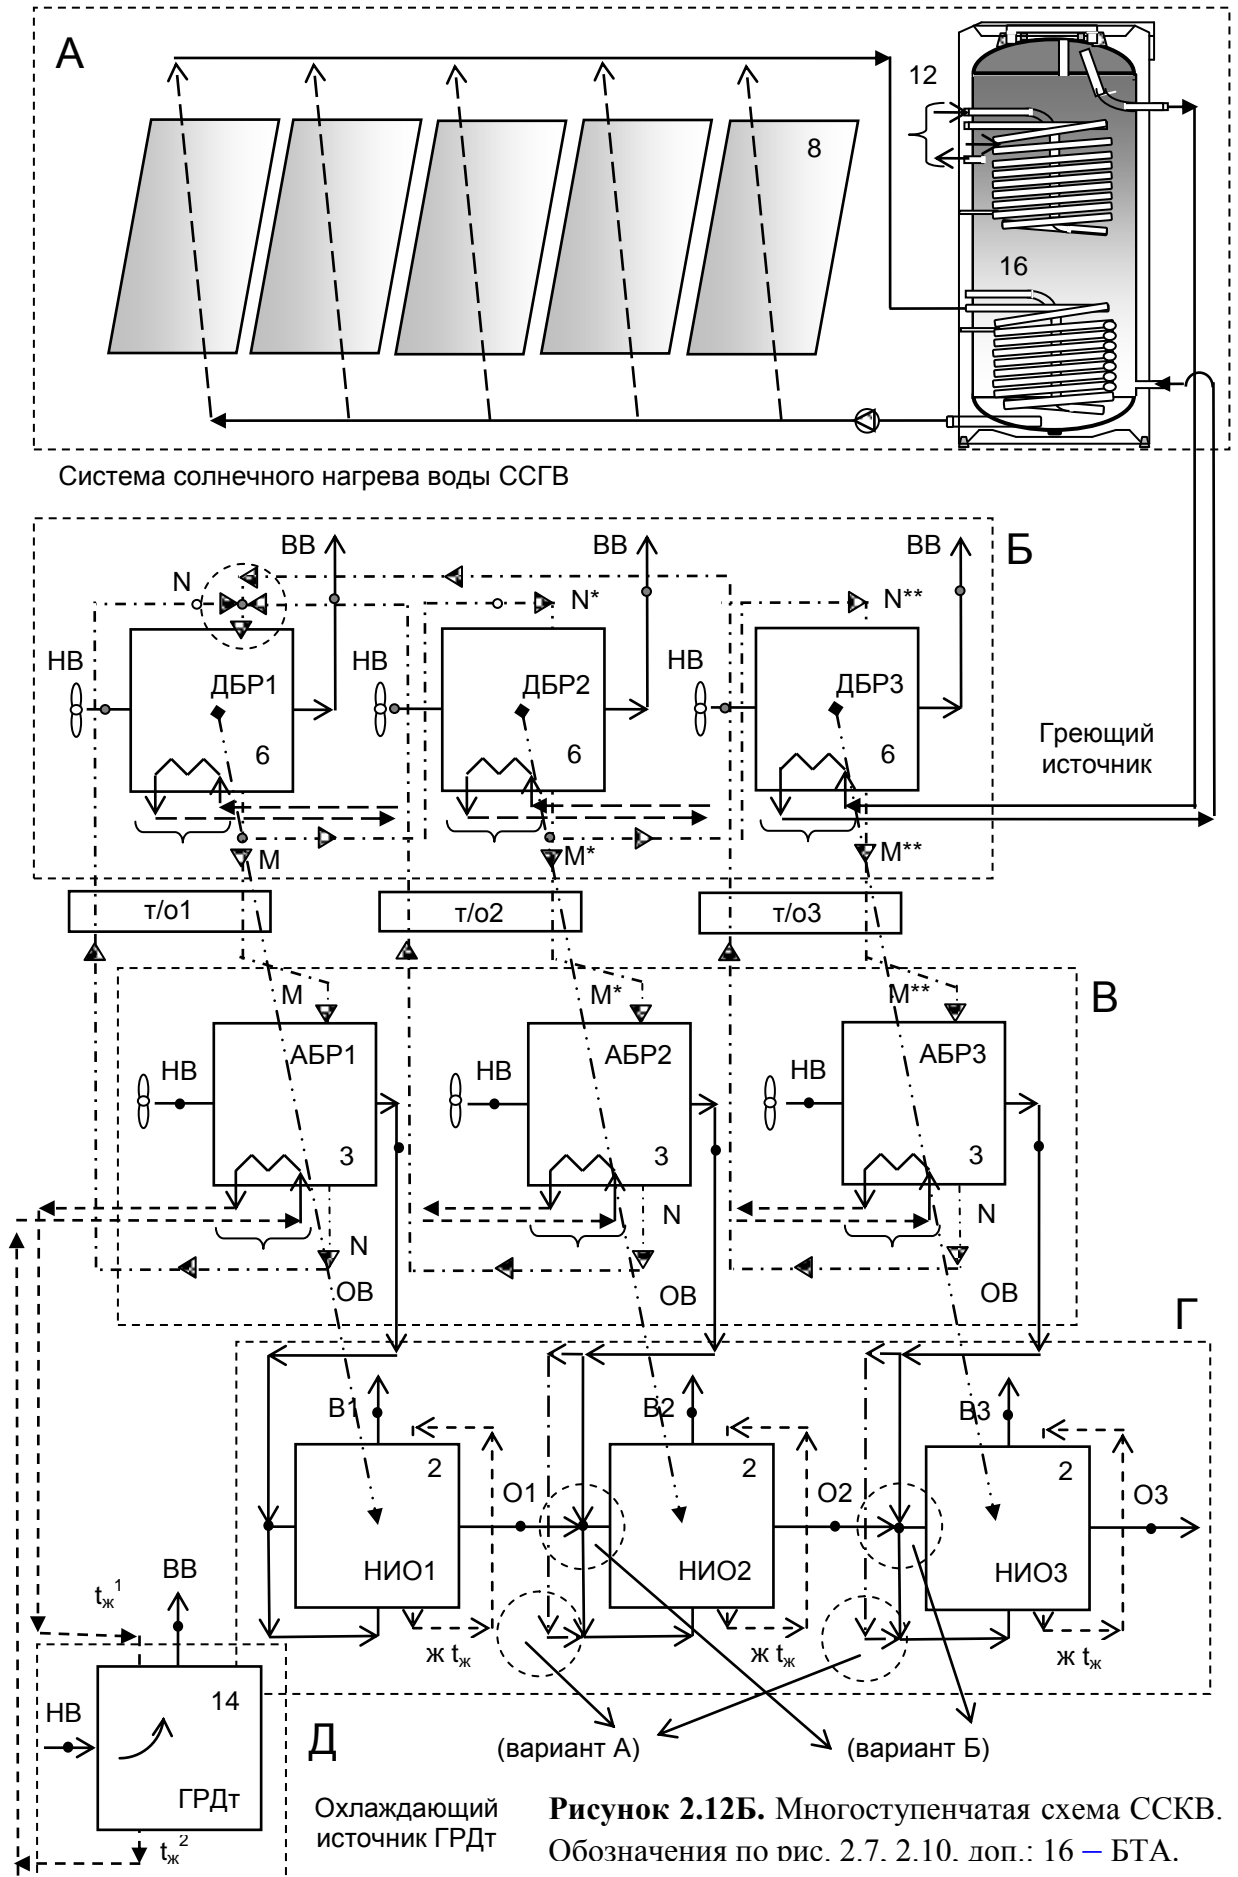 А
12
8
16
Система солнечного нагрева воды ССГВ
Б
ВВ
ВВ
ВВ
N
N*
N**
НВ
НВ
НВ
ДБР1
ДБР2
ДБР3
6
6
6
Греющий
источник
М
М*
М**
т/о1
т/о2
т/о3
В
М
М*
М**
АБР1
АБР2
АБР3
НВ
НВ
НВ
3
3
3
N
N
N
ОВ
ОВ
ОВ
Г
В1
В2
В3
2
2
2
О1
О2
О3
НИО1
НИО2
НИО3
ж tж
ж tж
ж tж
tж1
ВВ
14
НВ
ГРДт
tж2
Д
(вариант А)
(вариант Б)
Охлаждающий
источник ГРДт
Рисунок 2.12Б. Многоступенчатая схема ССКВ.
Обозначения по рис. 2.7, 2.10, доп.: 16 – БТА.